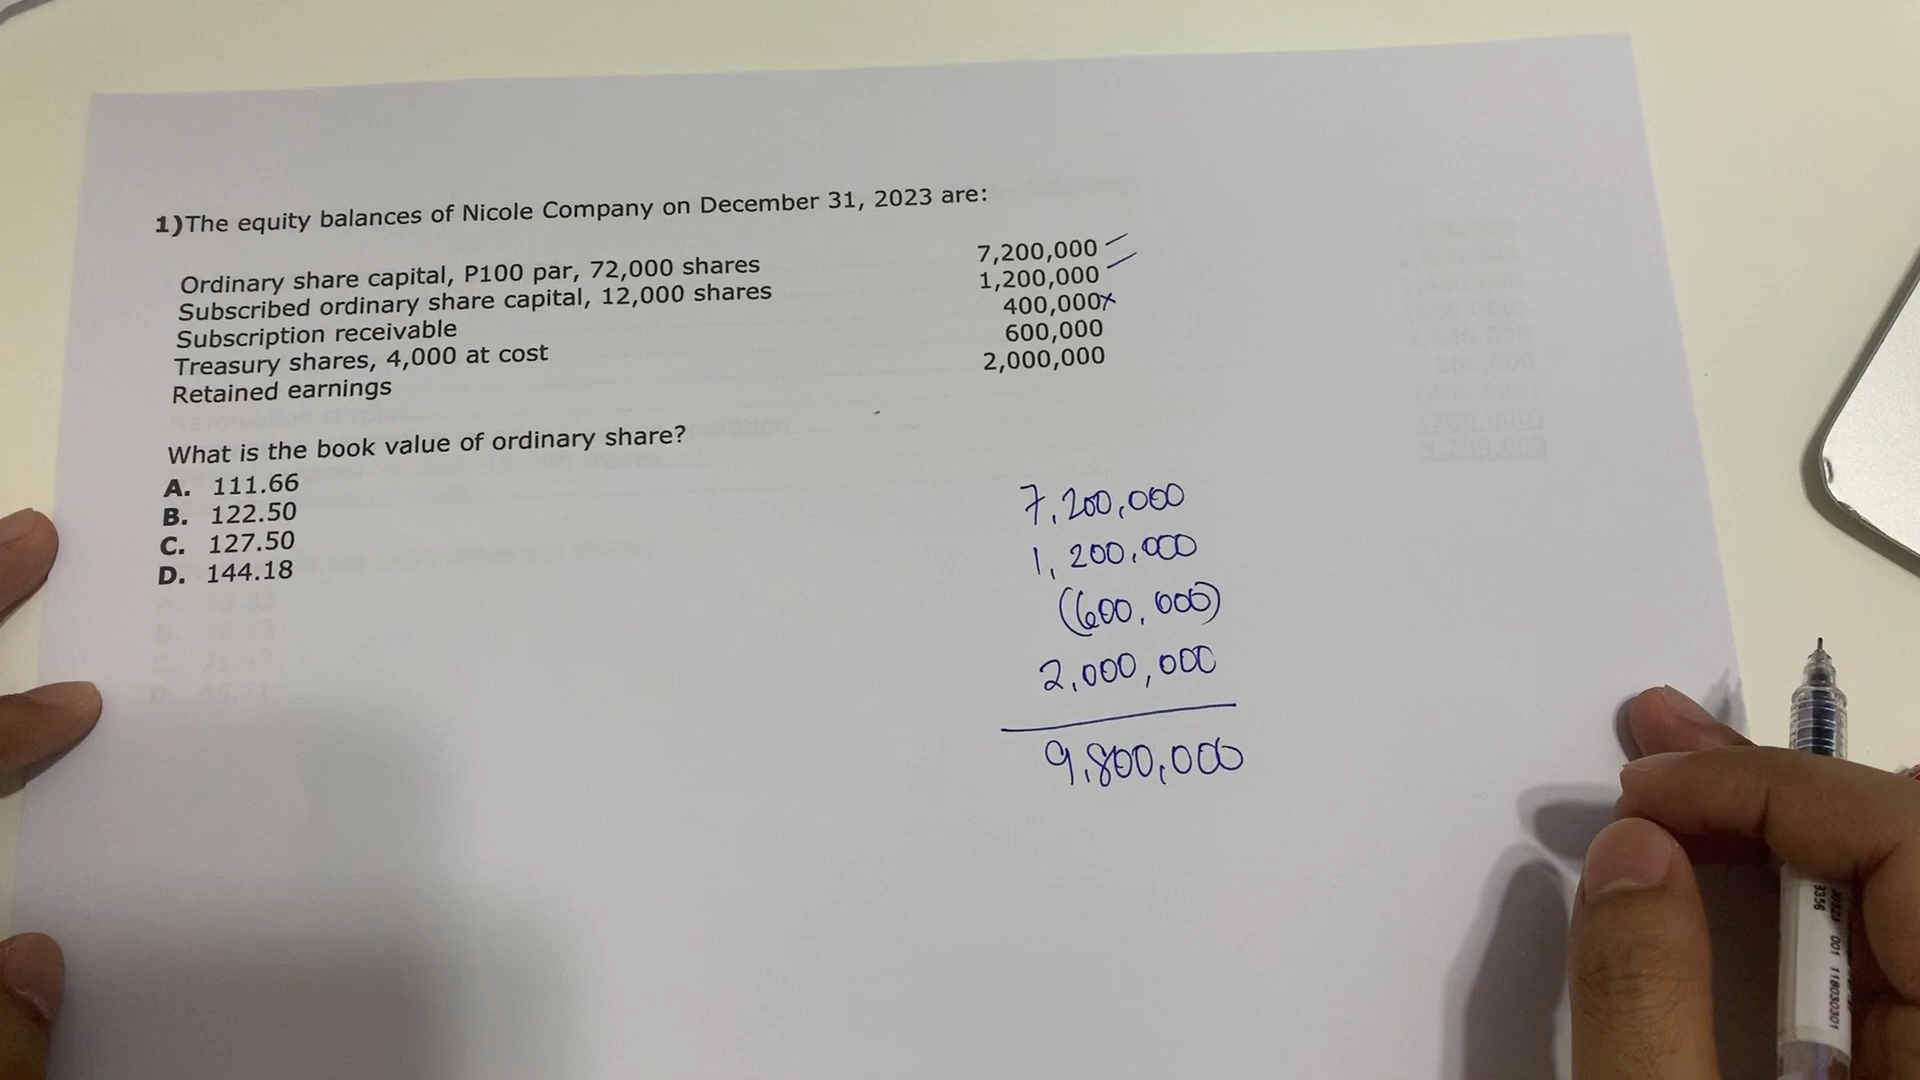 1)The equity balances of Nicole Company on December 31, 2023 are:
Ordinary share capital, P100 par, 72,000 shares 7,200,000
Subscribed ordinary share capital, 12,000 shares 1,200,000
Subscription receivable 400,000x
Treasury shares, 4,000 at cost 600,000
Retained earnings 2,000,000
What is the book value of ordinary share?
A. 111.66
B. 122.50
C. 127.50
D. 144.18
7,200,000
1,200,000
(600,000)
2,000,000
9,800,000